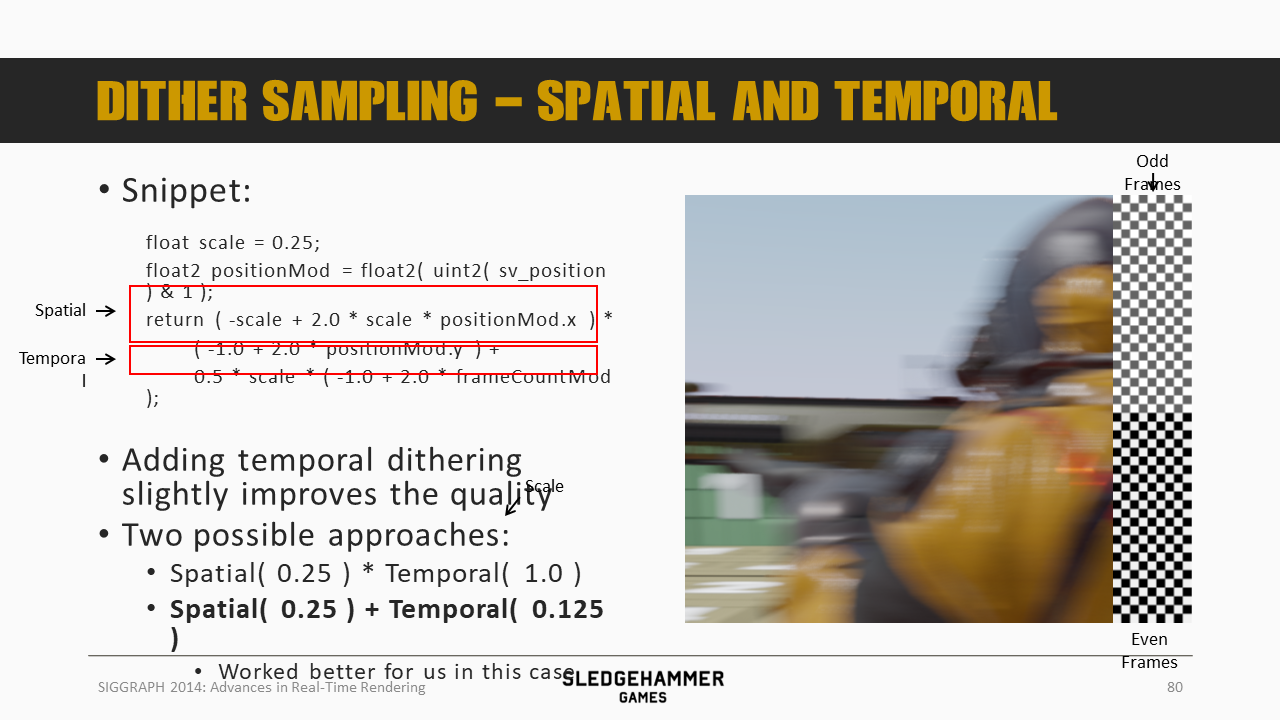 DITHER SAMPLING – SPATIAL AND TEMPORAL
• Snippet:
float scale = 0.25;
float2 positionMod = float2( uint2( sv_position
) & 1 );
return ( -scale + 2.0 * scale * positionMod.x ) *
( -1.0 + 2.0 * positionMod.y ) +
0.5 * scale * ( -1.0 + 2.0 * frameCountMod
);
Spatial
Tempora
l
• Adding temporal dithering
slightly improves the quality
Scale
• Two possible approaches:
• Spatial( 0.25 ) * Temporal( 1.0 )
• Spatial( 0.25 ) + Temporal( 0.125
)
• Worked better for us in this case
Odd
Frames
Even
Frames
SIGGRAPH 2014: Advances in Real-Time Rendering
SLEDGEHAMMER
GAMES
80